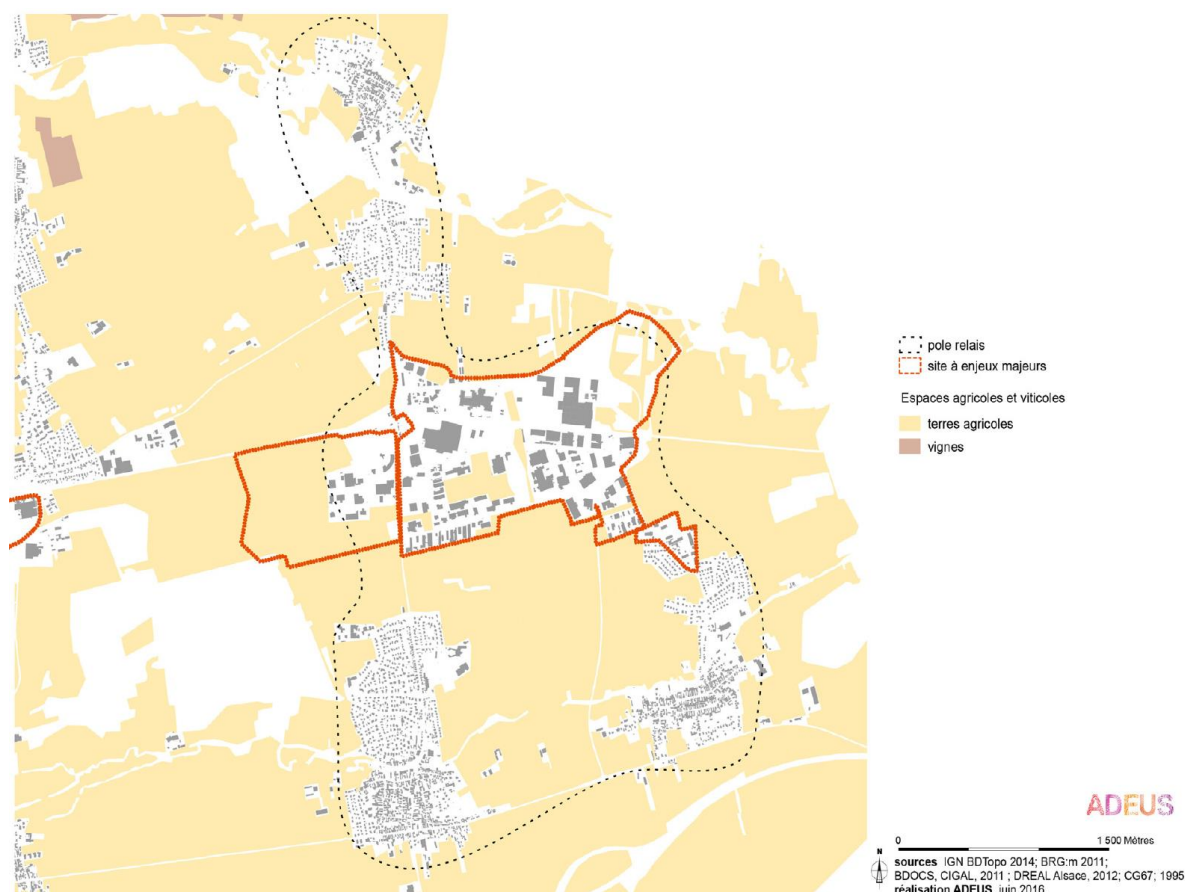 pole relais
site à enjeux majeurs
Espaces agricoles et viticoles
terres agricoles
vignes
ADEUS
0 1 500 Mètres
N
sources IGN BDTopo 2014; BRG:m 2011;
BDOCS, CIGAL, 2011 ; DREAL Alsace, 2012; CG67; 1995
réalisation ADEUS juin 2016